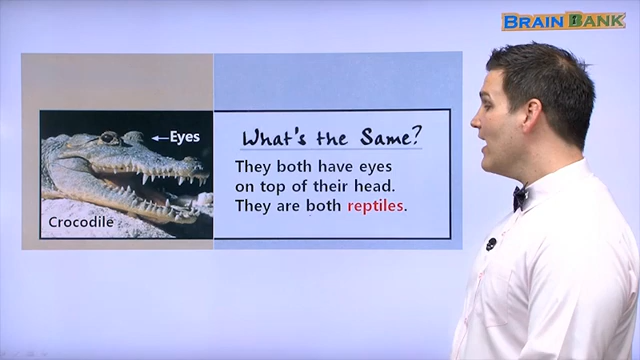 BRAIN BANK
Eyes
Crocodile
What's the Same?
They both have eyes
on top of their head.
They are both reptiles.